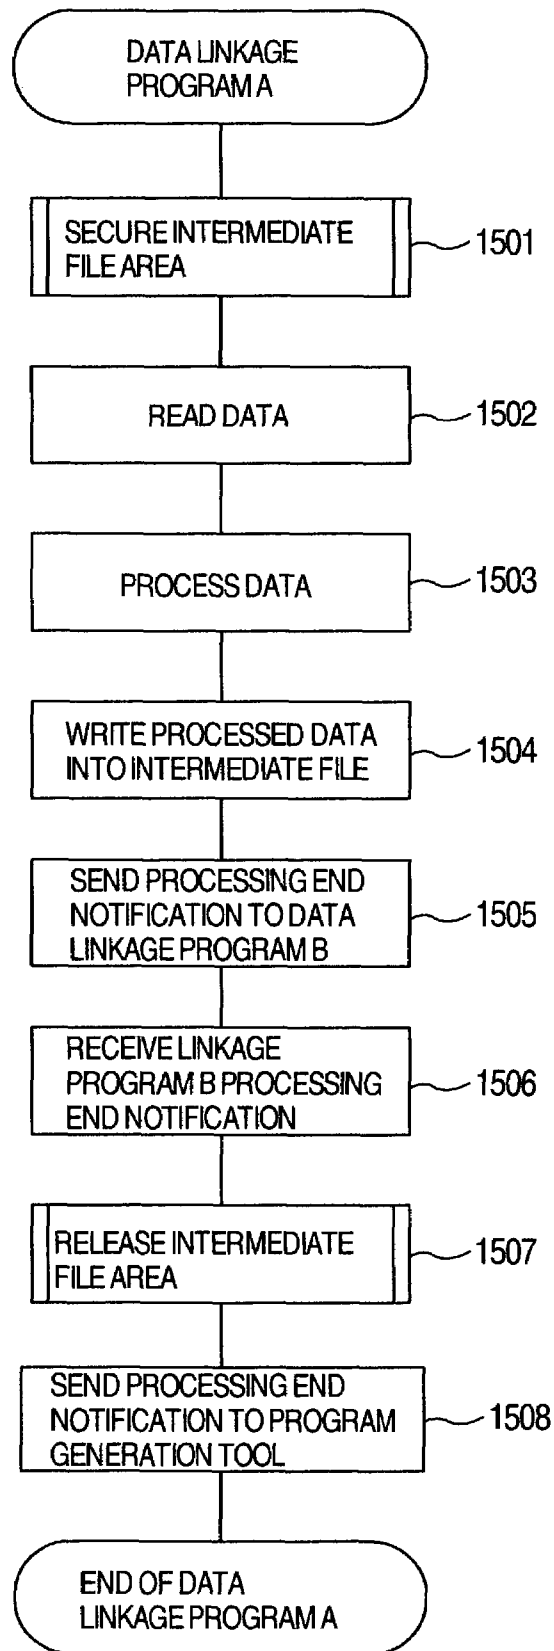 DATA LINKAGE
PROGRAM A
SECURE INTERMEDIATE
FILE AREA
1501
READ DATA
1502
PROCESS DATA
1503
WRITE PROCESSED DATA
INTO INTERMEDIATE FILE
1504
SEND PROCESSING END
NOTIFICATION TO DATA
LINKAGE PROGRAM B
1505
RECEIVE LINKAGE
PROGRAM B PROCESSING
END NOTIFICATION
1506
RELEASE INTERMEDIATE
FILE AREA
1507
SEND PROCESSING END
NOTIFICATION TO PROGRAM
GENERATION TOOL
1508
END OF DATA
LINKAGE PROGRAM A